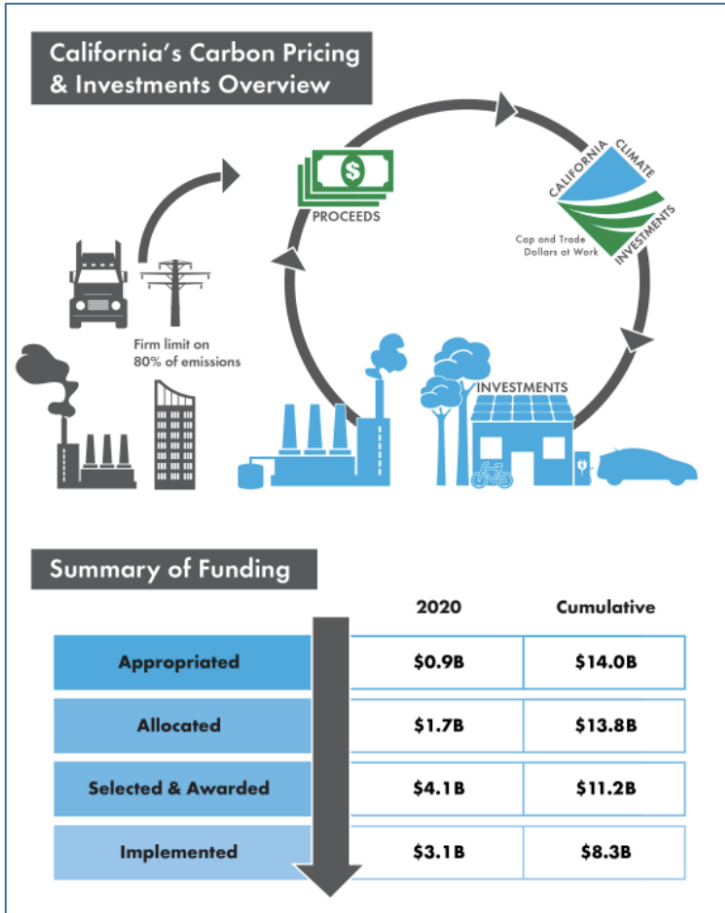 California's Carbon Pricing
& Investments Overview
$
PROCEEDS
CALIFORNIA
CLIMATE
INVESTMENTS
Cap and Trade
Dollars at Work
Firm limit on
80% of emissions
INVESTMENTS
Summary of Funding
2020 Cumulative
Appropriated $0.9B $14.0B
Allocated $1.7B $13.8B
Selected & Awarded $4.1B $11.2B
Implemented $3.1B $8.3B